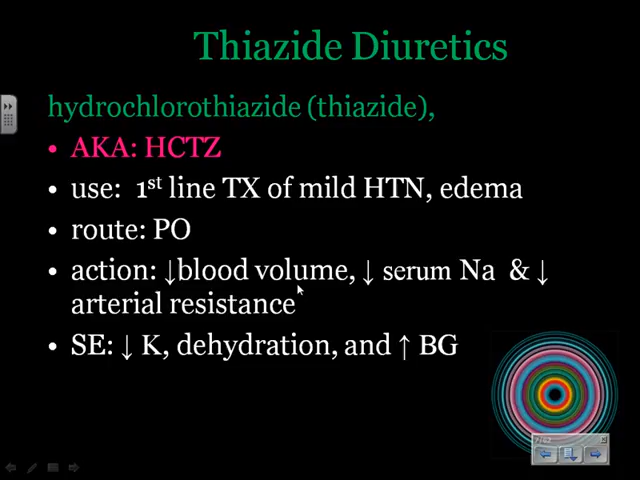 Thiazide Diuretics
hydrochlorothiazide (thiazide),
• AKA: HCTZ
• use: 1st line TX of mild HTN, edema
• route: PO
• action: ↓blood volume, ↓ serum Na & ↓
arterial resistance
• SE: ↓ K, dehydration, and ↑ BG